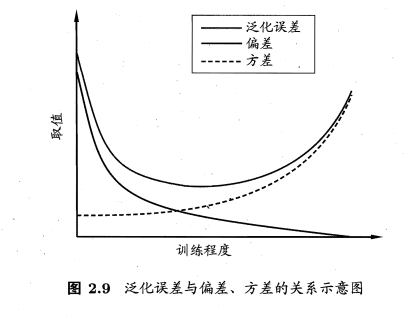 泛化误差
偏差
方差
取值
训练程度
图 2.9 泛化误差与偏差、方差的关系示意图